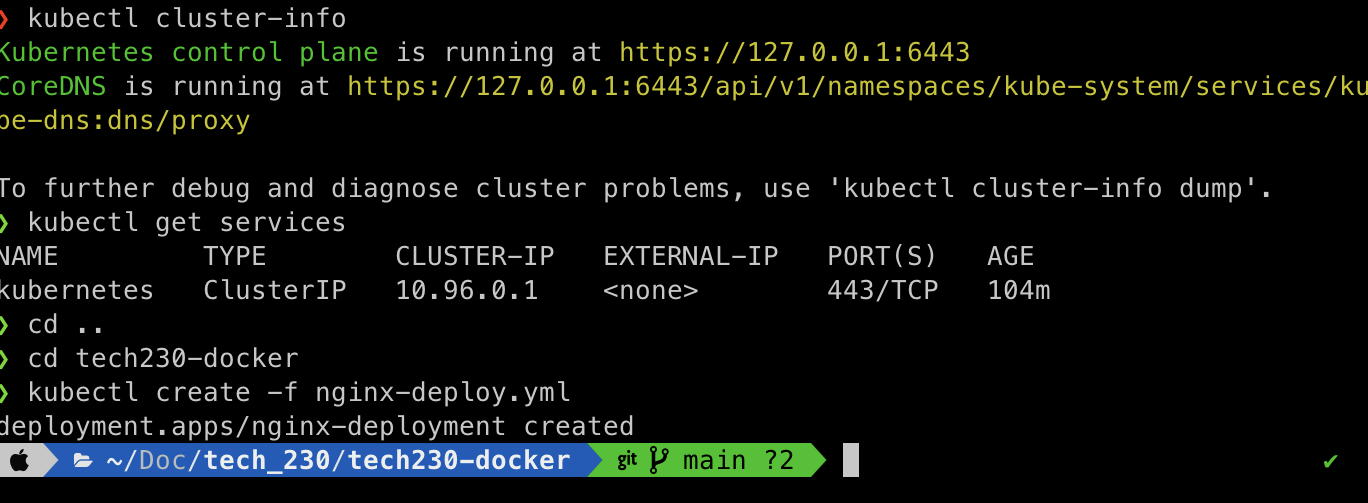 ❯ kubectl cluster-info
Kubernetes control plane is running at https://127.0.0.1:6443
CoreDNS is running at https://127.0.0.1:6443/api/v1/namespaces/kube-system/services/ku
be-dns:dns/proxy

To further debug and diagnose cluster problems, use 'kubectl cluster-info dump'.
❯ kubectl get services
NAME         TYPE        CLUSTER-IP   EXTERNAL-IP   PORT(S)   AGE
kubernetes   ClusterIP   10.96.0.1    <none>        443/TCP   104m
❯ cd ..
❯ cd tech230-docker
❯ kubectl create -f nginx-deploy.yml
deployment.apps/nginx-deployment created
~/Doc/tech_230/tech230-docker git main ?2 ✔